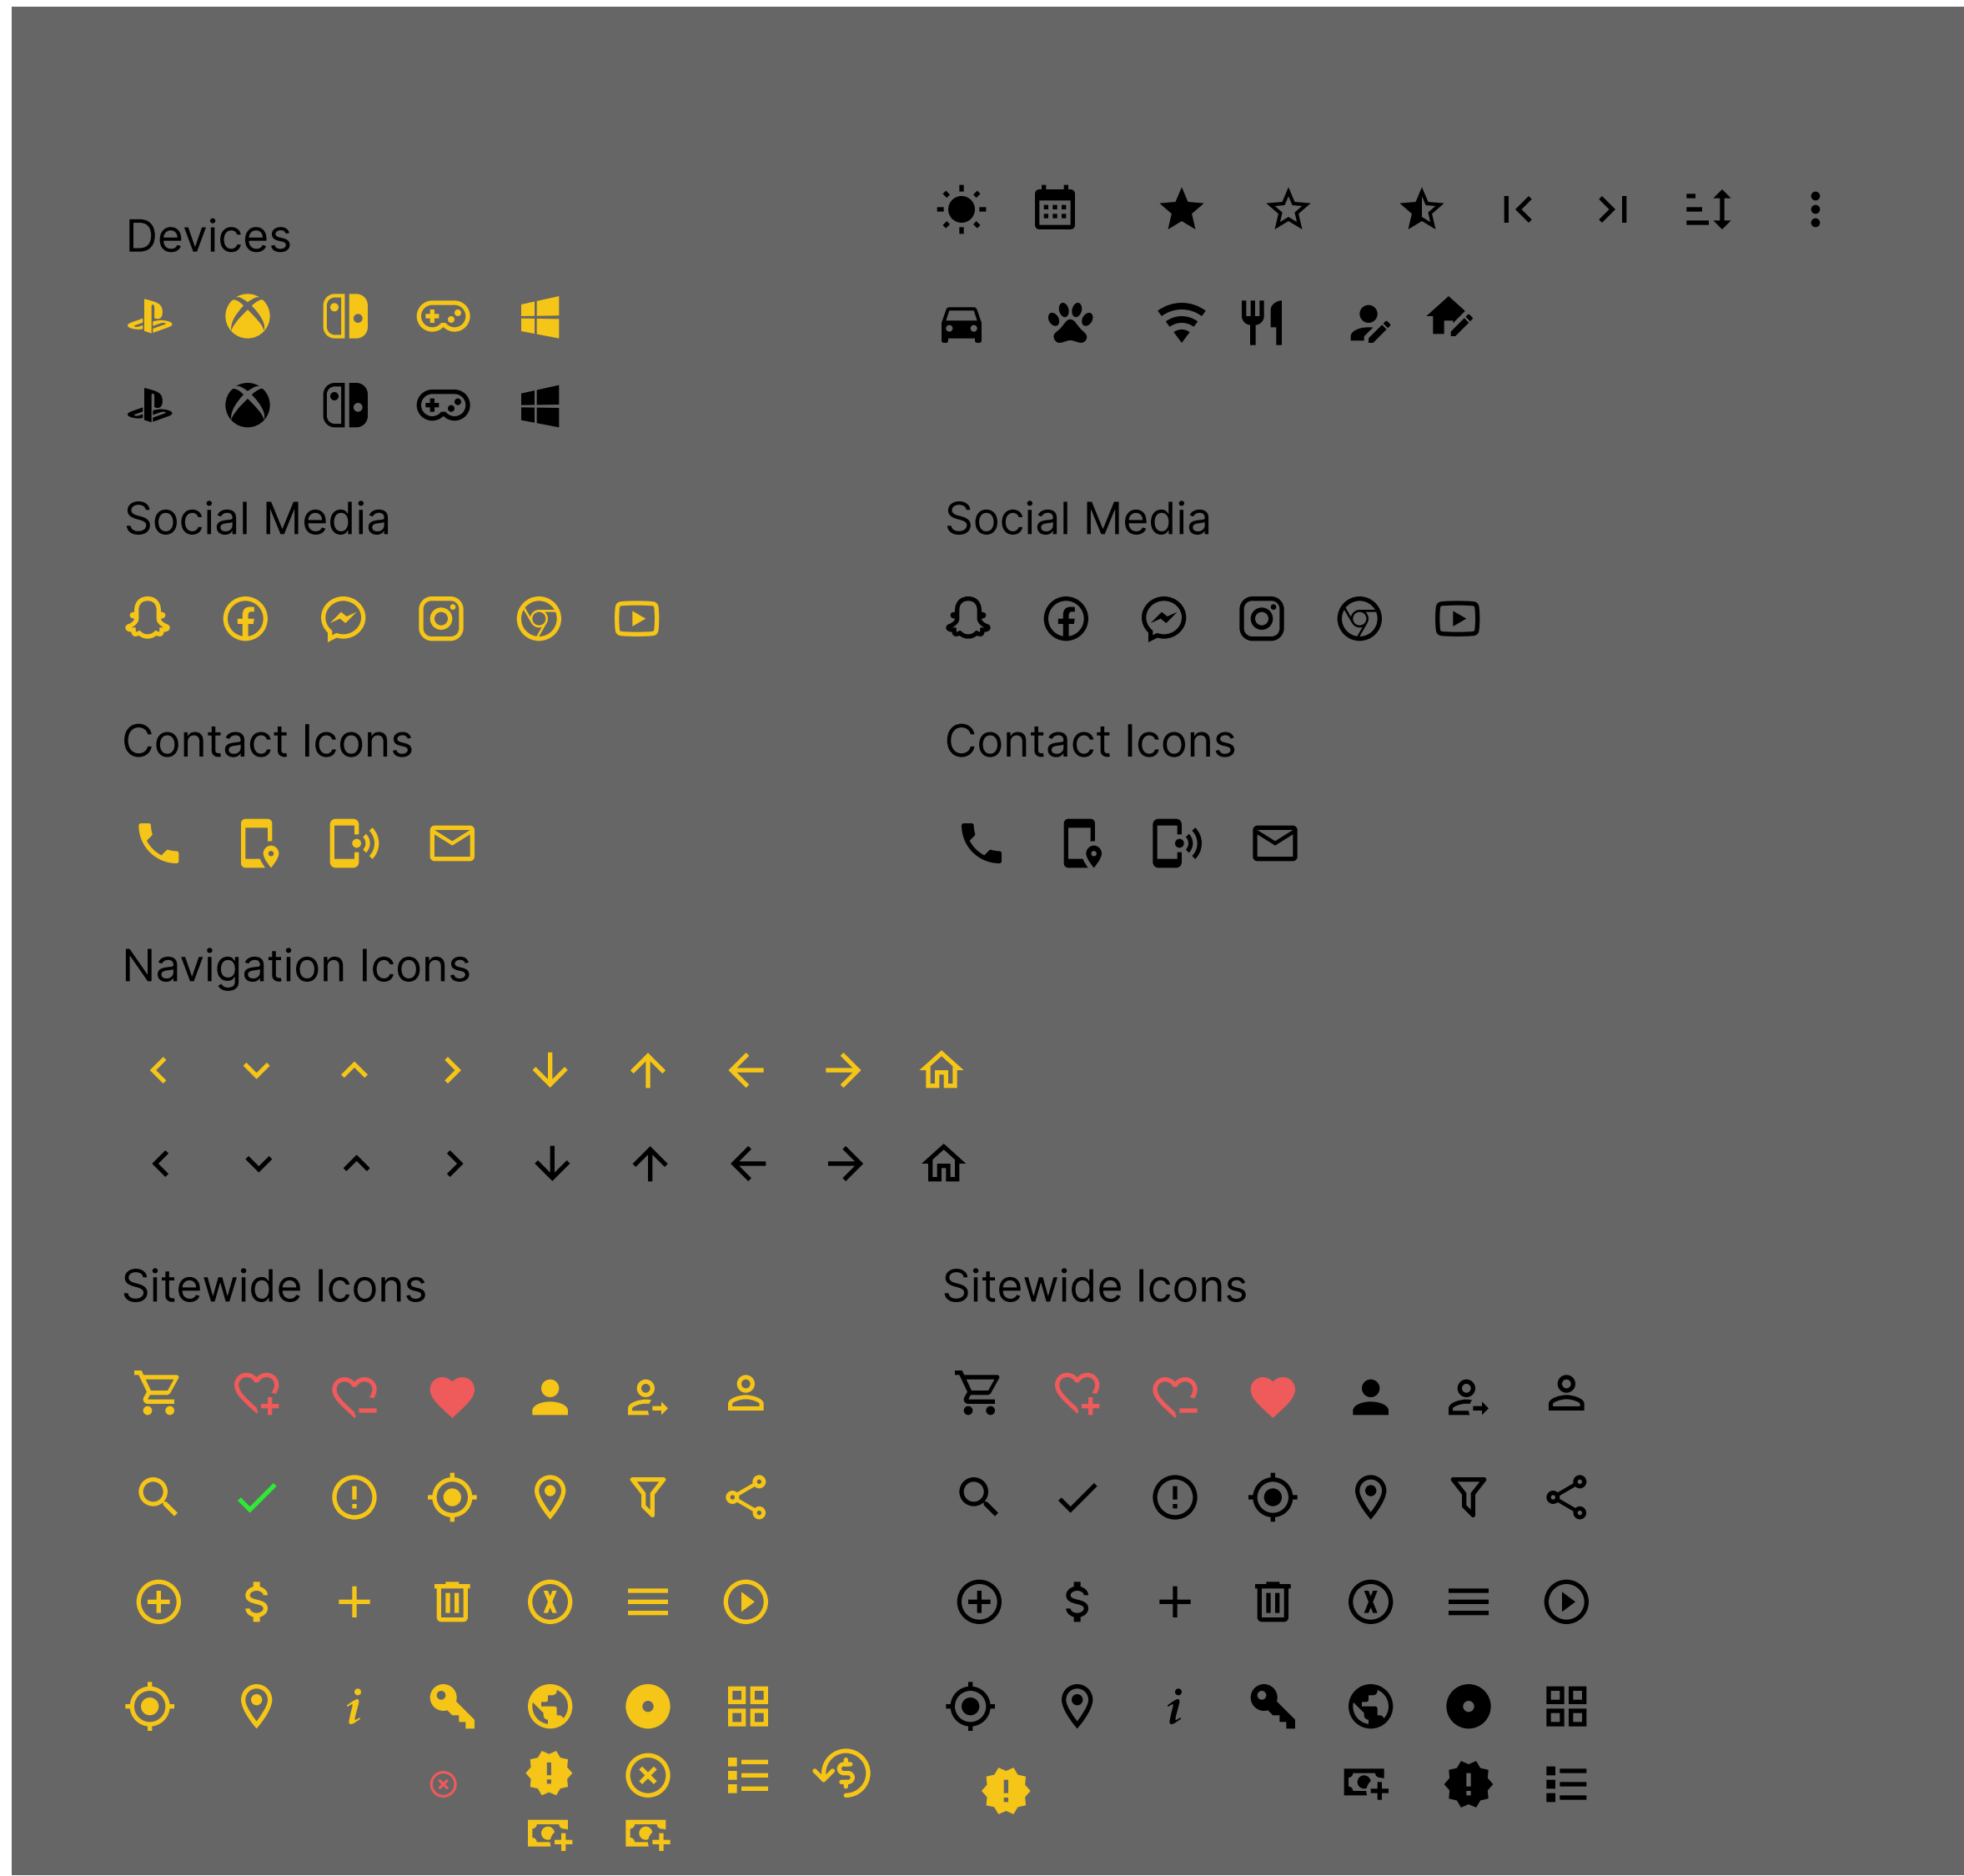 Devices
Social Media
Social Media
Contact Icons
Contact Icons
Navigation Icons
Sitewide Icons
Sitewide Icons